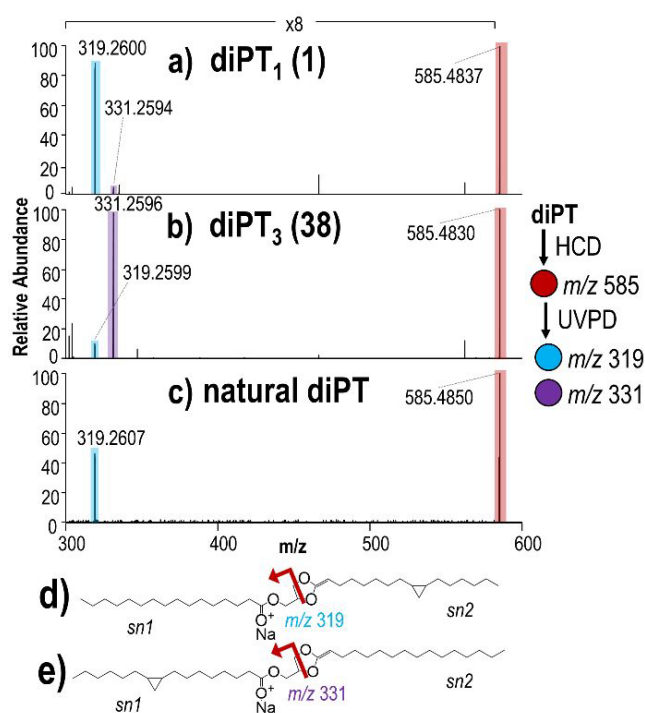 x8
Relative Abundance
100
80
60
40
20
0
319.2600
a) diPT₁ (1)
331.2594
585.4837
100
80
60
40
20
0
331.2596
b) diPT₃ (38)
319.2599
585.4830
100
80
60
40
20
0
c) natural diPT
319.2607
585.4850
300
400
500
600
m/z
diPT
HCD
m/z 585
UVPD
m/z 319
m/z 331
d)
O
O
O
O⁺
Na
sn1
m/z 319
sn2
e)
O
O
O
O⁺
Na
sn1
m/z 331
sn2